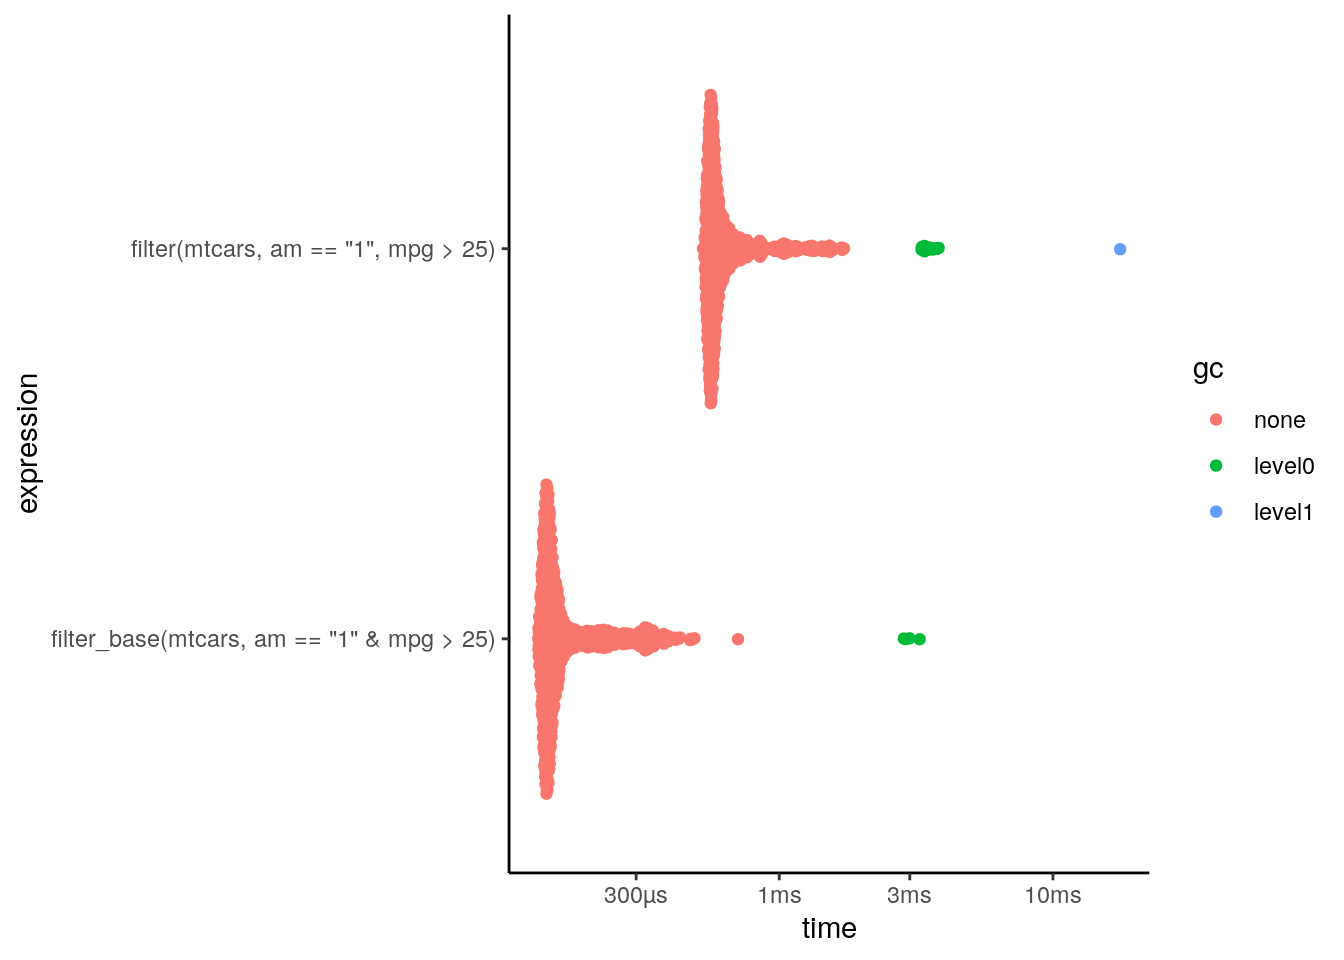 filter(mtcars, am == "1", mpg > 25)
filter_base(mtcars, am == "1" & mpg > 25)
expression
300µs
1ms
3ms
10ms
time
gc
none
level0
level1